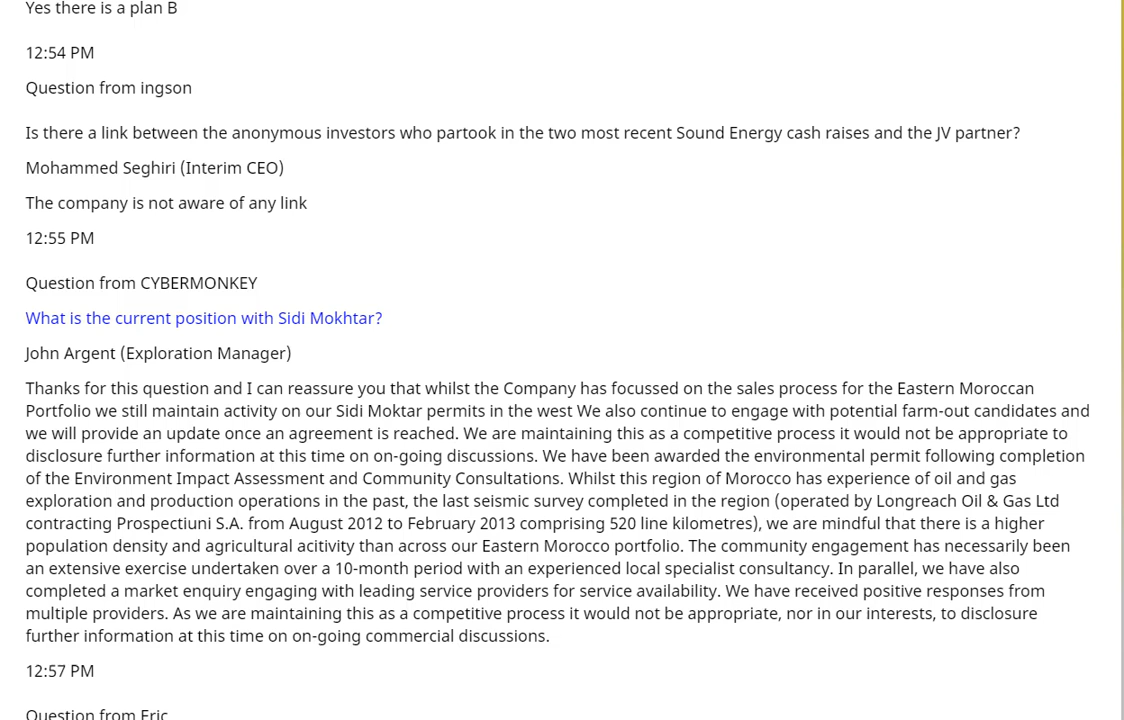 Yes there is a plan B
12:54 PM
Question from ingson
Is there a link between the anonymous investors who partook in the two most recent Sound Energy cash raises and the JV partner?
Mohammed Seghiri (Interim CEO)
The company is not aware of any link
12:55 PM
Question from CYBERMONKEY
What is the current position with Sidi Mokhtar?
John Argent (Exploration Manager)
Thanks for this question and I can reassure you that whilst the Company has focussed on the sales process for the Eastern Moroccan
Portfolio we still maintain activity on our Sidi Moktar permits in the west We also continue to engage with potential farm-out candidates and
we will provide an update once an agreement is reached. We are maintaining this as a competitive process it would not be appropriate to
disclosure further information at this time on on-going discussions. We have been awarded the environmental permit following completion
of the Environment Impact Assessment and Community Consultations. Whilst this region of Morocco has experience of oil and gas
exploration and production operations in the past, the last seismic survey completed in the region (operated by Longreach Oil & Gas Ltd
contracting Prospectiuni S.A. from August 2012 to February 2013 comprising 520 line kilometres), we are mindful that there is a higher
population density and agricultural acitivity than across our Eastern Morocco portfolio. The community engagement has necessarily been
an extensive exercise undertaken over a 10-month period with an experienced local specialist consultancy. In parallel, we have also
completed a market enquiry engaging with leading service providers for service availability. We have received positive responses from
multiple providers. As we are maintaining this as a competitive process it would not be appropriate, nor in our interests, to disclosure
further information at this time on on-going commercial discussions.
12:57 PM
Question from Eric